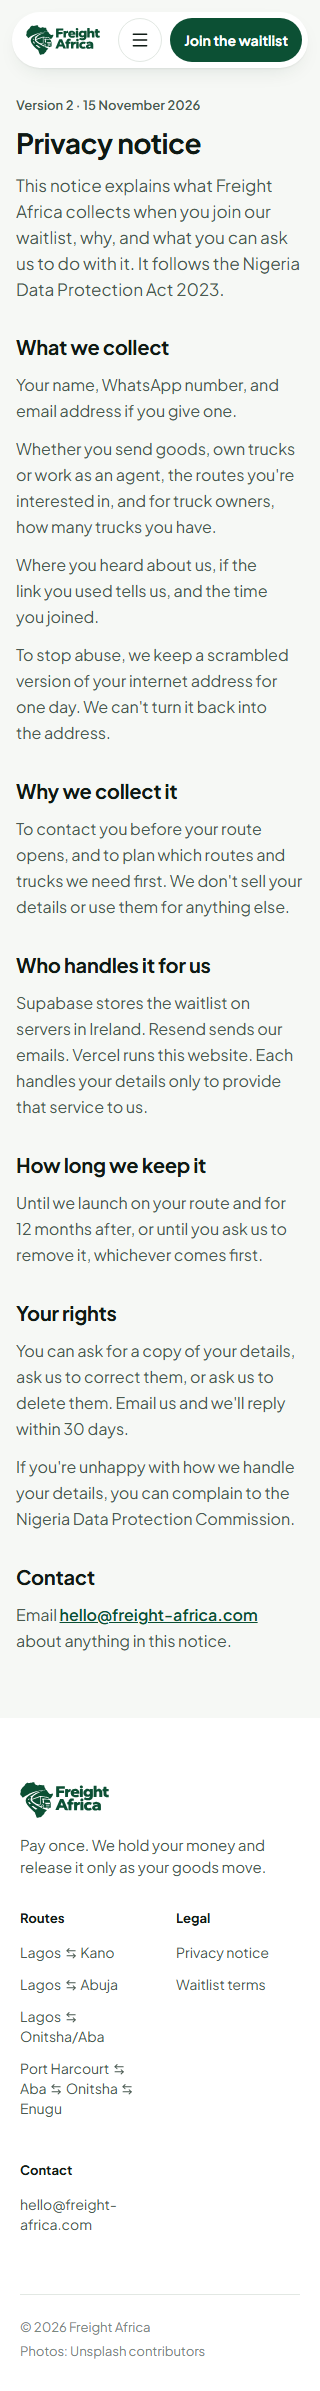 Freight
Africa
Join the waitlist
Version 2 · 15 November 2026
Privacy notice
This notice explains what Freight
Africa collects when you join our
waitlist, why, and what you can ask
us to do with it. It follows the Nigeria
Data Protection Act 2023.
What we collect
Your name, WhatsApp number, and
email address if you give one.
Whether you send goods, own trucks
or work as an agent, the routes you're
interested in, and for truck owners,
how many trucks you have.
Where you heard about us, if the
link you used tells us, and the time
you joined.
To stop abuse, we keep a scrambled
version of your internet address for
one day. We can't turn it back into
the address.
Why we collect it
To contact you before your route
opens, and to plan which routes and
trucks we need first. We don't sell your
details or use them for anything else.
Who handles it for us
Supabase stores the waitlist on
servers in Ireland. Resend sends our
emails. Vercel runs this website. Each
handles your details only to provide
that service to us.
How long we keep it
Until we launch on your route and for
12 months after, or until you ask us to
remove it, whichever comes first.
Your rights
You can ask for a copy of your details,
ask us to correct them, or ask us to
delete them. Email us and we'll reply
within 30 days.
If you're unhappy with how we handle
your details, you can complain to the
Nigeria Data Protection Commission.
Contact
Email hello@freight-africa.com
about anything in this notice.
Freight
Africa
Pay once. We hold your money and
release it only as your goods move.
Routes
Lagos ⇆ Kano
Lagos ⇆ Abuja
Lagos ⇆
Onitsha/Aba
Port Harcourt ⇆
Aba ⇆ Onitsha ⇆
Enugu
Legal
Privacy notice
Waitlist terms
Contact
hello@freight-
africa.com
© 2026 Freight Africa
Photos: Unsplash contributors